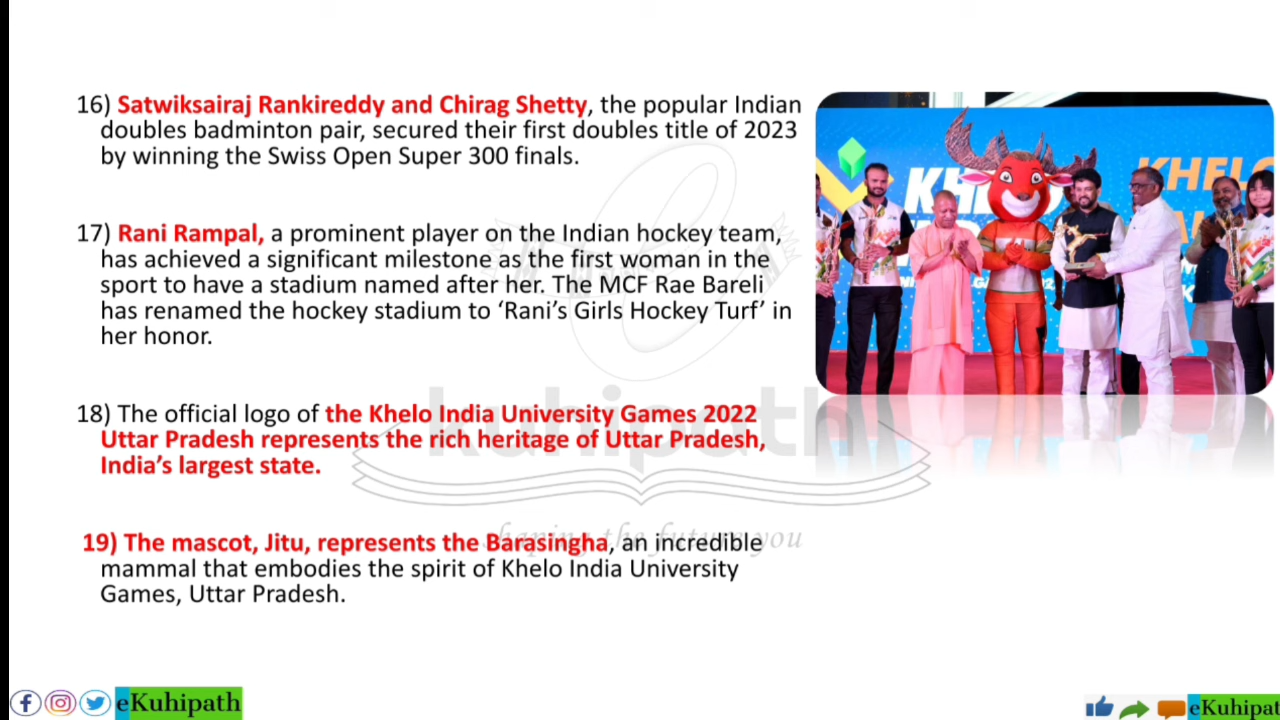 16) Satwiksairaj Rankireddy and Chirag Shetty, the popular Indian
doubles badminton pair, secured their first doubles title of 2023
by winning the Swiss Open Super 300 finals.
17) Rani Rampal, a prominent player on the Indian hockey team,
has achieved a significant milestone as the first woman in the
sport to have a stadium named after her. The MCF Rae Bareli
has renamed the hockey stadium to ‘Rani’s Girls Hockey Turf’ in
her honor.
18) The official logo of the Khelo India University Games 2022
Uttar Pradesh represents the rich heritage of Uttar Pradesh,
India’s largest state.
19) The mascot, Jitu, represents the Barasingha, an incredible
mammal that embodies the spirit of Khelo India University
Games, Uttar Pradesh.
KHELO
kuhipath
the future you
eKuhipath
eKuhipat